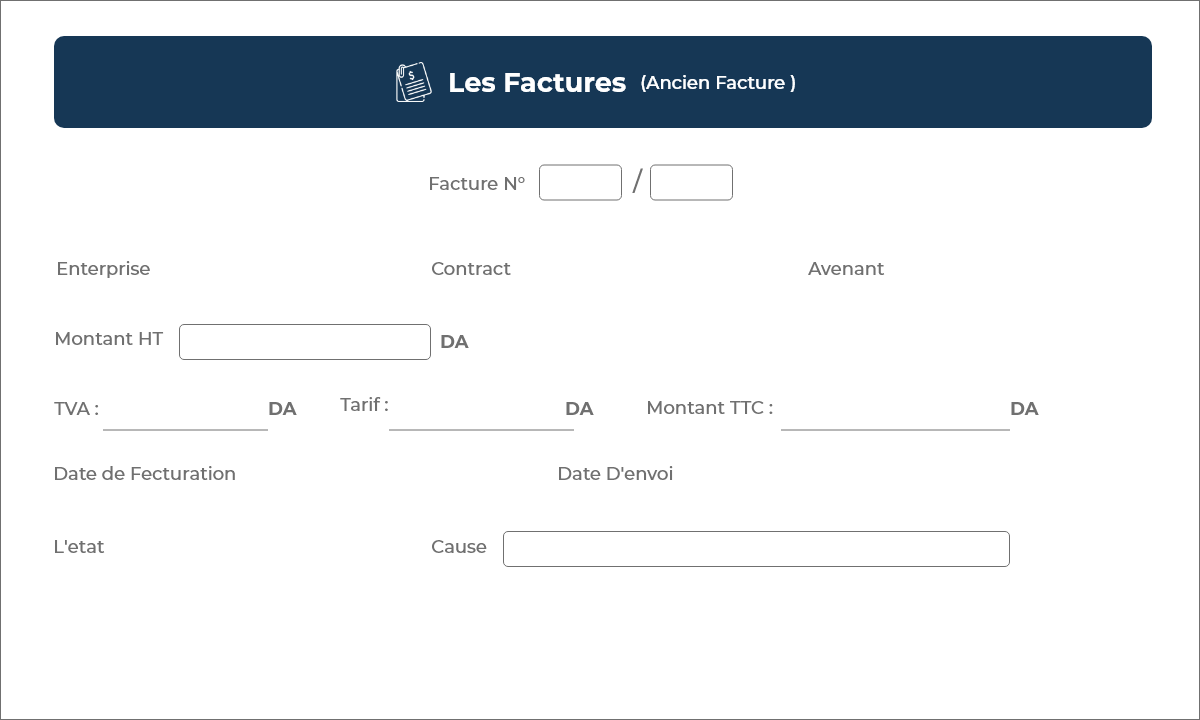 Les Factures (Ancien Facture )
Facture N° /
Enterprise Contract Avenant
Montant HT DA
TVA : DA Tarif : DA Montant TTC : DA
Date de Fecturation Date D'envoi
L'etat Cause